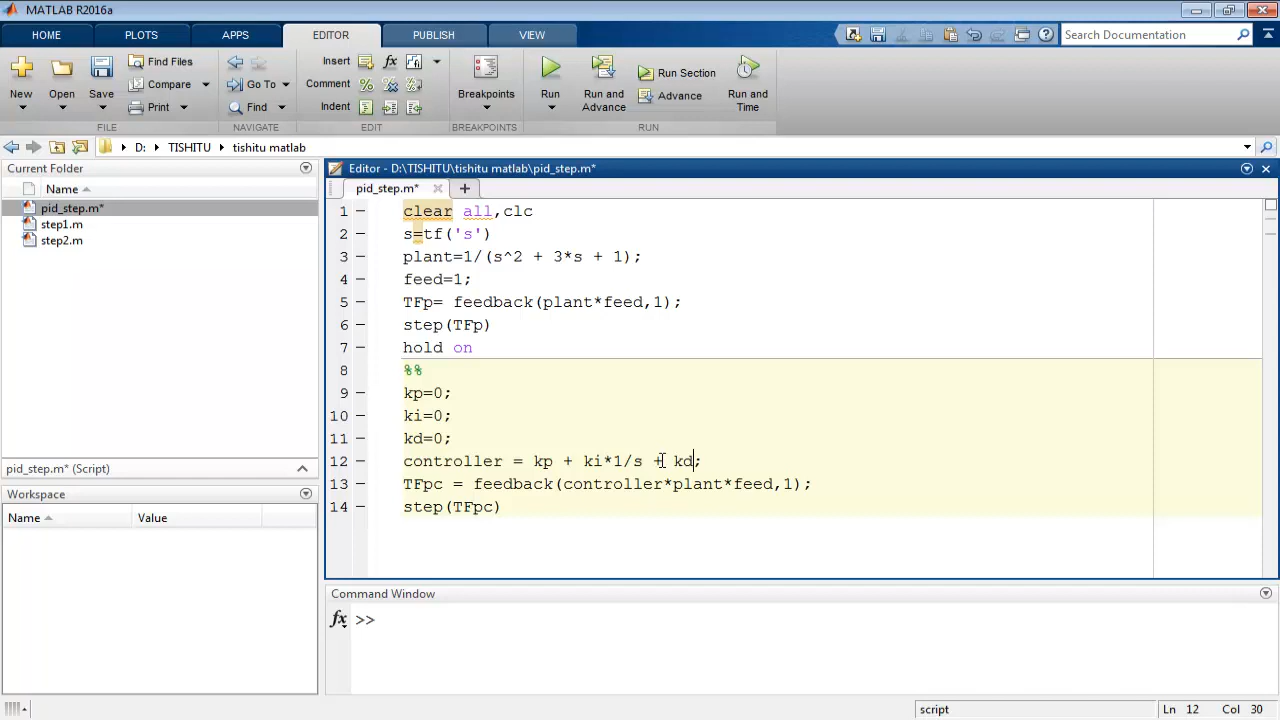 MATLAB R2016a
HOME PLOTS APPS EDITOR PUBLISH VIEW Search Documentation
New Open Save Find Files Compare Print Insert fx Comment % Indent Go To Find Breakpoints Run Run and Advance Run Section Advance Run and Time
FILE NAVIGATE EDIT BREAKPOINTS RUN
D: TISHITU tishitu matlab
Current Folder
Name
pid_step.m*
step1.m
step2.m
pid_step.m* (Script)
Workspace
Name Value
Editor - D:\TISHITU\tishitu matlab\pid_step.m*
pid_step.m* +
1 clear all,clc
2 s=tf('s')
3 plant=1/(s^2 + 3*s + 1);
4 feed=1;
5 TFp= feedback(plant*feed,1);
6 step(TFp)
7 hold on
8 %%
9 kp=0;
10 ki=0;
11 kd=0;
12 controller = kp + ki*1/s + kd;
13 TFpc = feedback(controller*plant*feed,1);
14 step(TFpc)
Command Window
fx >>
script Ln 12 Col 30